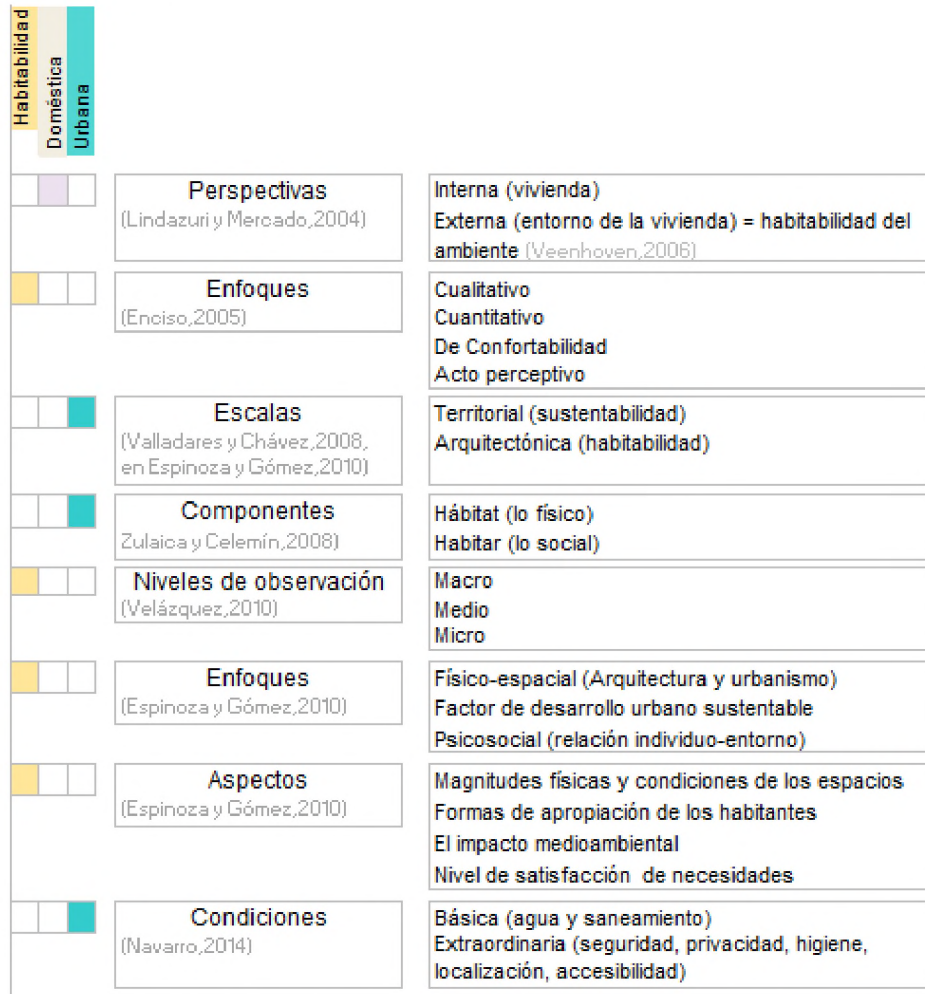 Habitabilidad
Doméstica
Urbana
Perspectivas
(Lindazuri y Mercado,2004)
Interna (vivienda)
Externa (entorno de la vivienda) = habitabilidad del
ambiente (Veenhoven,2006)
Enfoques
(Enciso,2005)
Cualitativo
Cuantitativo
De Confortabilidad
Acto perceptivo
Escalas
(Valladares y Chávez,2008,
en Espinoza y Gómez,2010)
Territorial (sustentabilidad)
Arquitectónica (habitabilidad)
Componentes
Zulaica y Celemín,2008)
Hábitat (lo físico)
Habitar (lo social)
Niveles de observación
(Velázquez,2010)
Macro
Medio
Micro
Enfoques
(Espinoza y Gómez,2010)
Físico-espacial (Arquitectura y urbanismo)
Factor de desarrollo urbano sustentable
Psicosocial (relación individuo-entorno)
Aspectos
(Espinoza y Gómez,2010)
Magnitudes físicas y condiciones de los espacios
Formas de apropiación de los habitantes
El impacto medioambiental
Nivel de satisfacción de necesidades
Condiciones
(Navarro,2014)
Básica (agua y saneamiento)
Extraordinaria (seguridad, privacidad, higiene,
localización, accesibilidad)